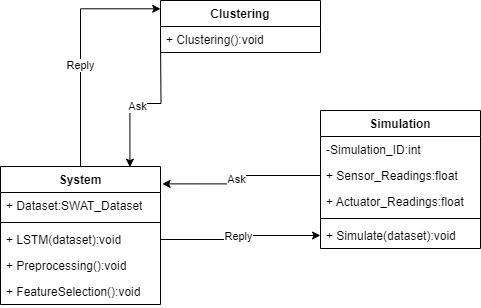 Clustering
+ Clustering():void
Reply
Ask
Simulation
-Simulation_ID:int
+ Sensor_Readings:float
+ Actuator_Readings:float
+ Simulate(dataset):void
Ask
System
+ Dataset:SWAT_Dataset
+ LSTM(dataset):void
+ Preprocessing():void
+ FeatureSelection():void
Reply